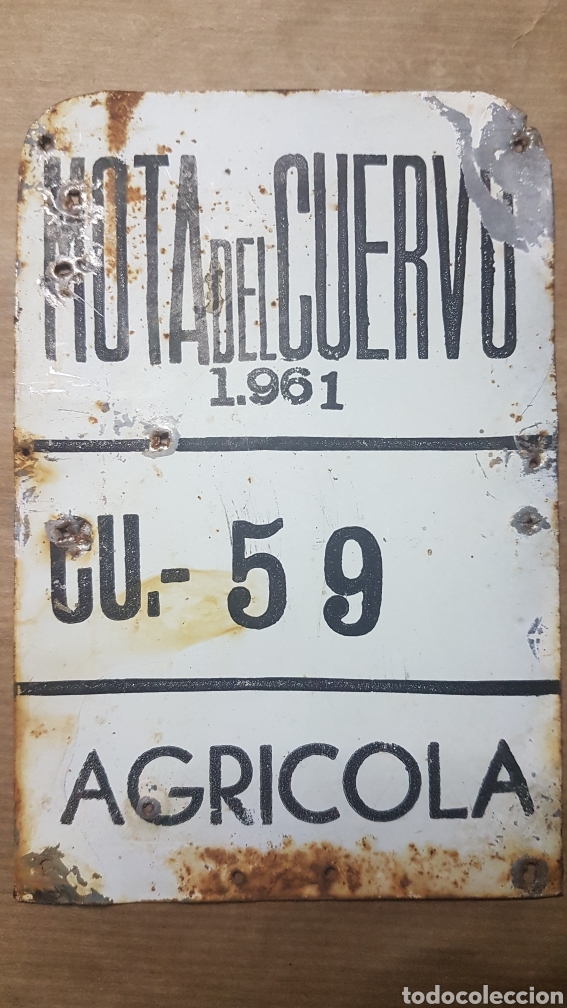 MOTA DEL CUERVO
1.961
CU.- 59
AGRICOLA
todocoleccion